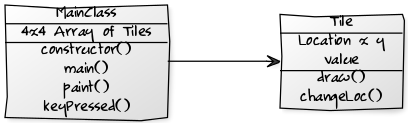 MainClass
4x4 Array of Tiles
constructor()
main()
paint()
keyPressed()
Tile
Location x y
value
draw()
changeLoc()